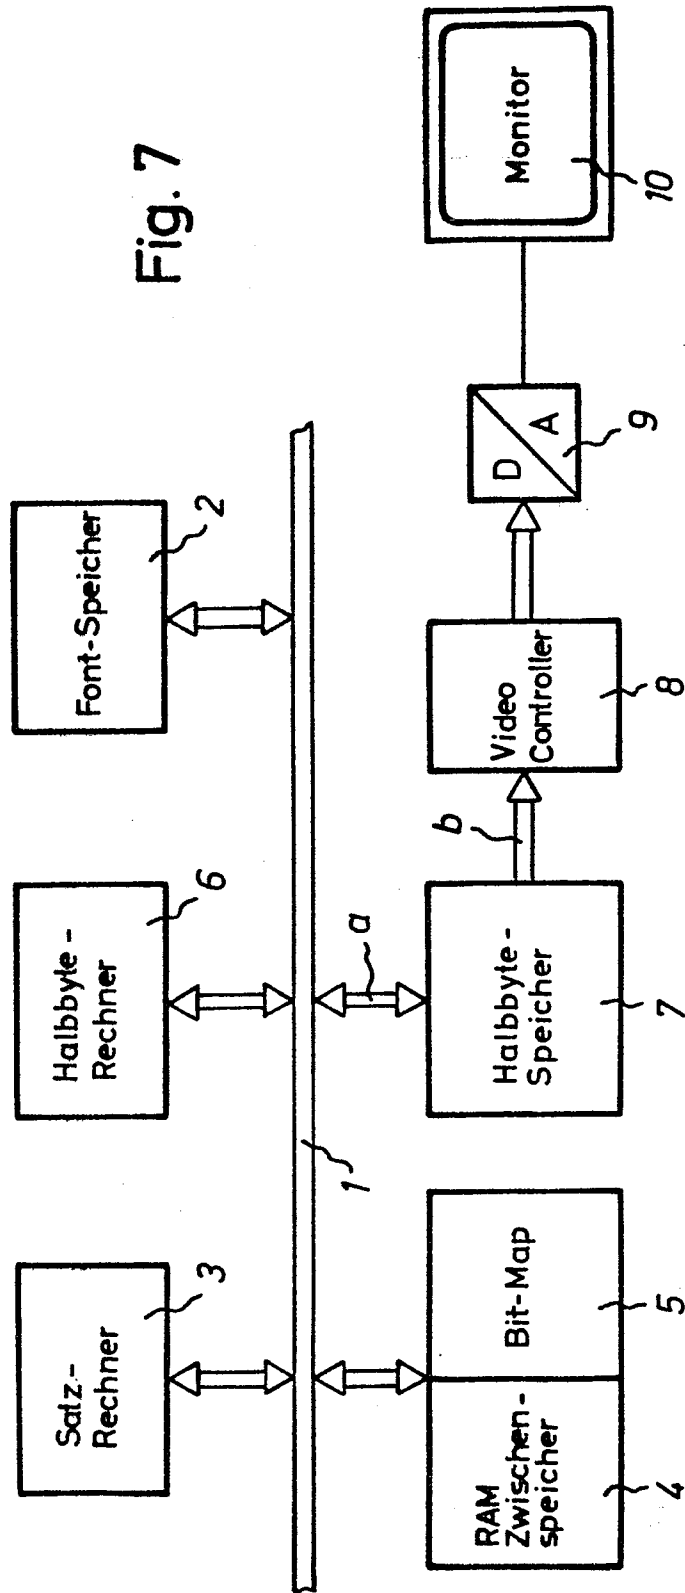 Fig. 7
Satz-
Rechner
3
Halbbyte-
Rechner
6
Font-Speicher
2
1
a
b
RAM
Zwischen-
speicher
4
Bit-Map
5
Halbbyte-
Speicher
7
Video
Controller
8
D
A
9
Monitor
10